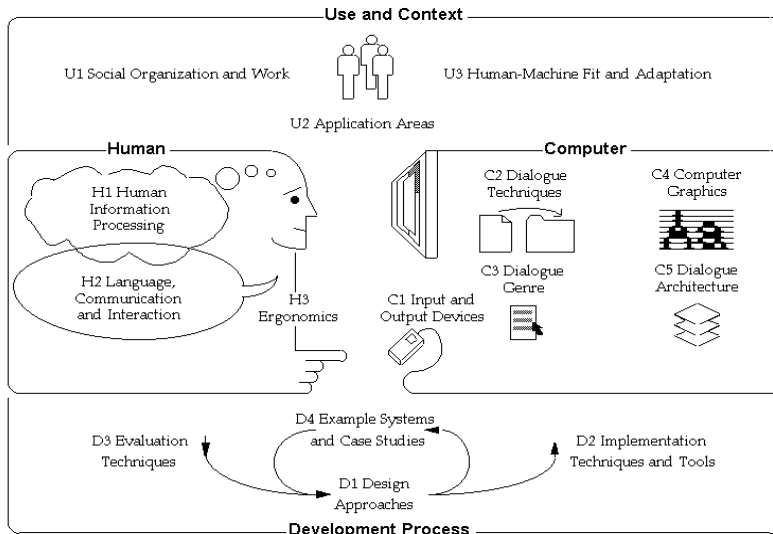 Use and Context
U1 Social Organization and Work
U3 Human-Machine Fit and Adaptation
U2 Application Areas
Human
H1 Human
Information
Processing
H2 Language,
Communication
and Interaction
H3
Ergonomics
Computer
C2 Dialogue
Techniques
C4 Computer
Graphics
Aa
C3 Dialogue
Genre
C5 Dialogue
Architecture
C1 Input and
Output Devices
D4 Example Systems
and Case Studies
D3 Evaluation
Techniques
D2 Implementation
Techniques and Tools
D1 Design
Approaches
Development Process